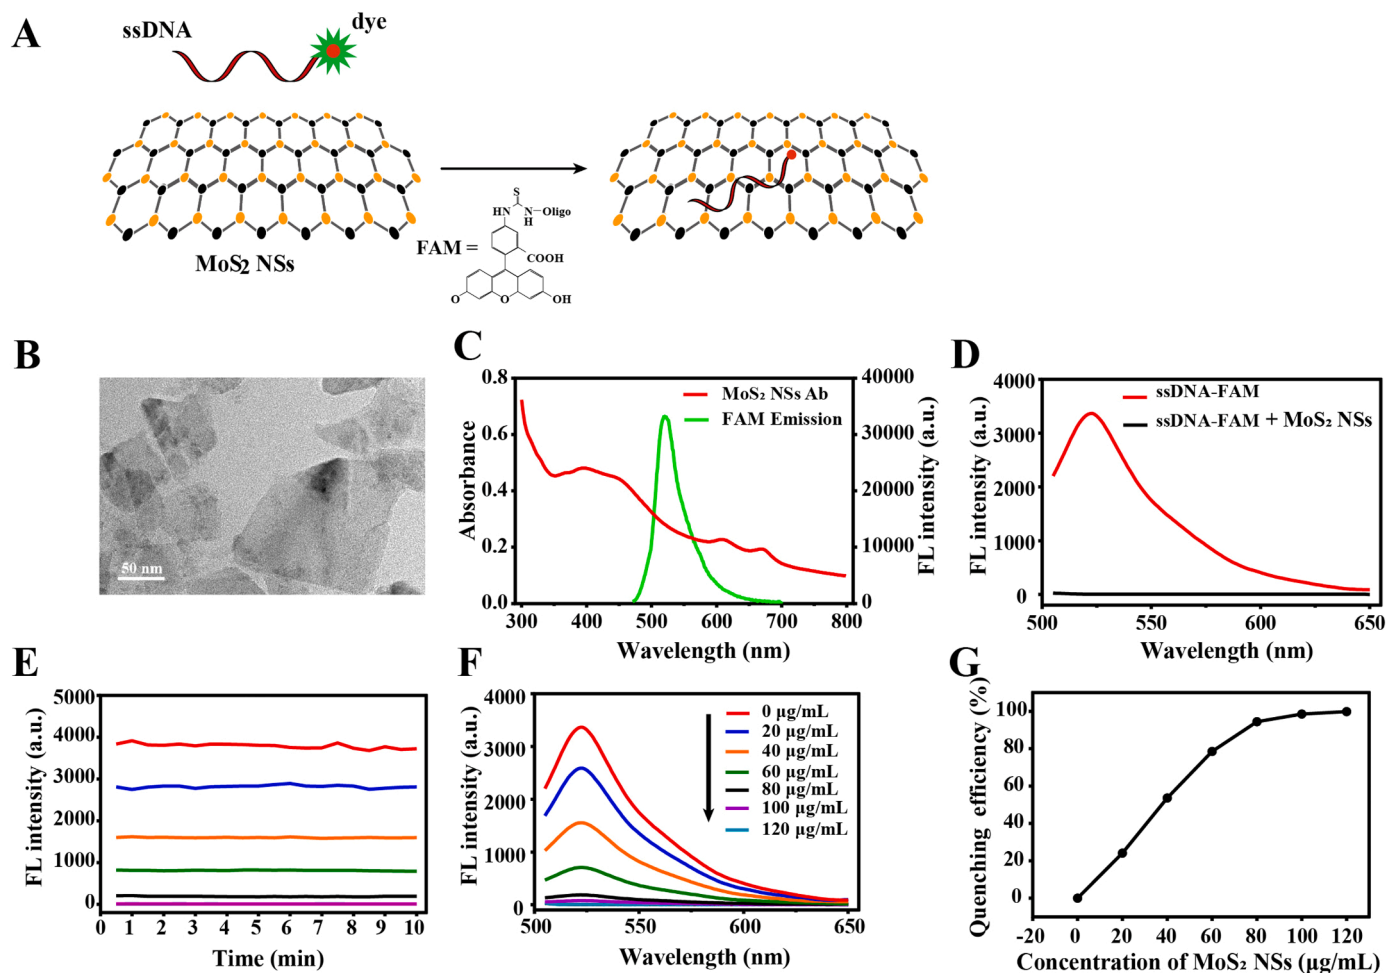 A
ssDNA
dye
MoS₂ NSs
S
HN
N
H
Oligo
FAM =
COOH
O
O
OH
B
50 nm
C
0.8
0.6
0.4
0.2
0.0
Absorbance
MoS₂ NSs Ab
FAM Emission
40000
30000
20000
10000
0
FL intensity (a.u.)
300 400 500 600 700 800
Wavelength (nm)
D
4000
3000
2000
1000
0
FL intensity (a.u.)
ssDNA-FAM
ssDNA-FAM + MoS₂ NSs
500 550 600 650
Wavelength (nm)
E
5000
4000
3000
2000
1000
0
FL intensity (a.u.)
1 2 3 4 5 6 7 8 9 10
Time (min)
F
4000
3000
2000
1000
0
FL intensity (a.u.)
0 µg/mL
20 µg/mL
40 µg/mL
60 µg/mL
80 µg/mL
100 µg/mL
120 µg/mL
500 550 600 650
Wavelength (nm)
G
100
80
60
40
20
0
Quenching efficiency (%)
-20 0 20 40 60 80 100 120
Concentration of MoS₂ NSs (µg/mL)